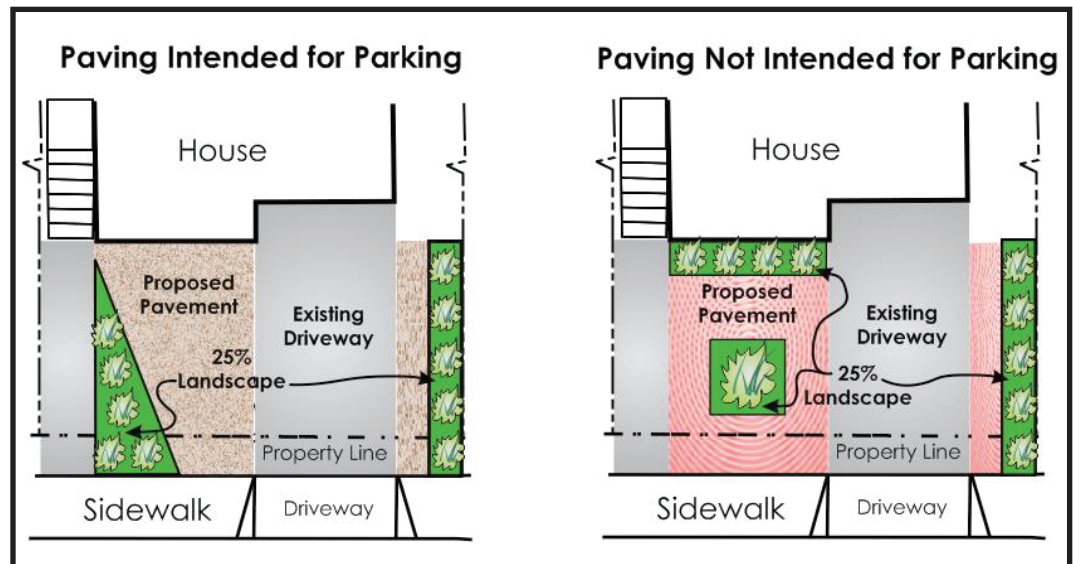 Paving Intended for Parking
House
Proposed
Pavement
Existing
Driveway
25%
Landscape
Property Line
Sidewalk
Driveway
Paving Not Intended for Parking
House
Proposed
Pavement
Existing
Driveway
25%
Landscape
Property Line
Sidewalk
Driveway